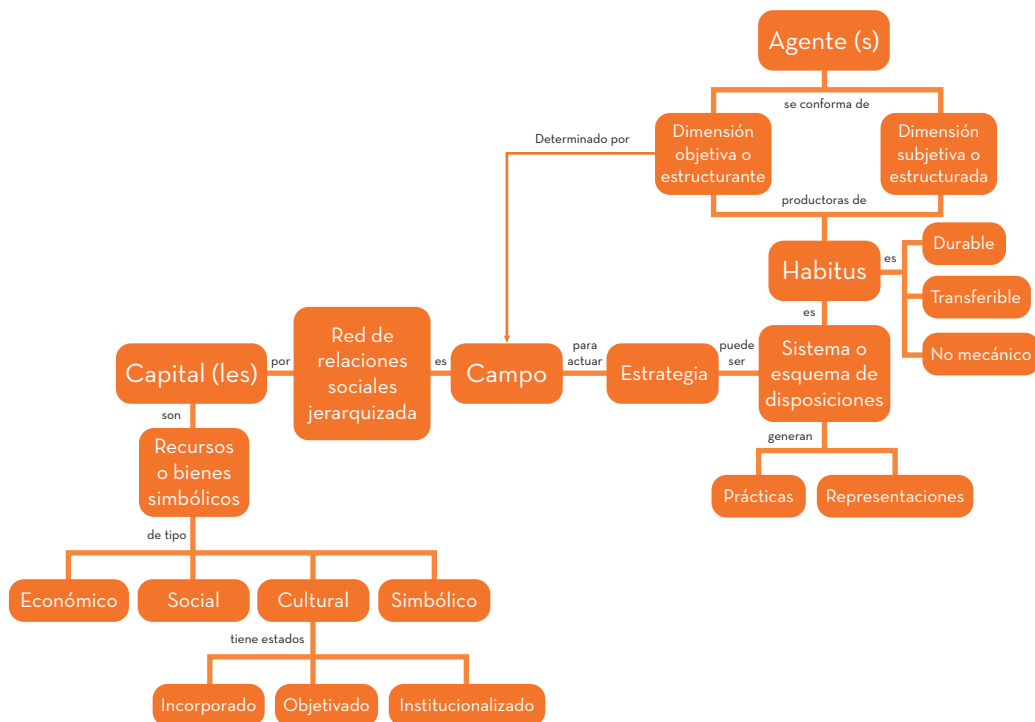 Agente (s)
se conforma de
Determinado por
Dimensión
objetiva o
estructurante
Dimensión
subjetiva o
estructurada
productoras de
Habitus
es
Durable
Transferible
No mecánico
es
Sistema o
esquema de
disposiciones
puede
ser
Estrategia
para
actuar
Campo
es
Red de
relaciones
sociales
jerarquizada
por
Capital (les)
generan
Prácticas
Representaciones
son
Recursos
o bienes
simbólicos
de tipo
Económico
Social
Cultural
Simbólico
tiene estados
Incorporado
Objetivado
Institucionalizado